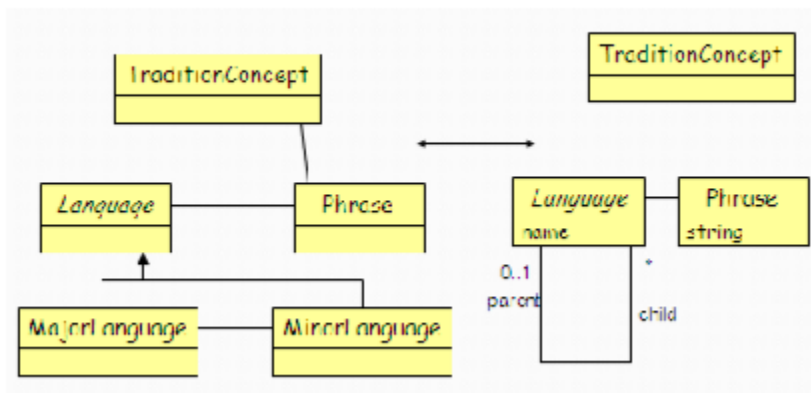 TraditionConcept
Language
Phrase
MajorLanguage
MinorLanguage
TraditionConcept
Language
name
Phrase
string
0..1
parent
*
child